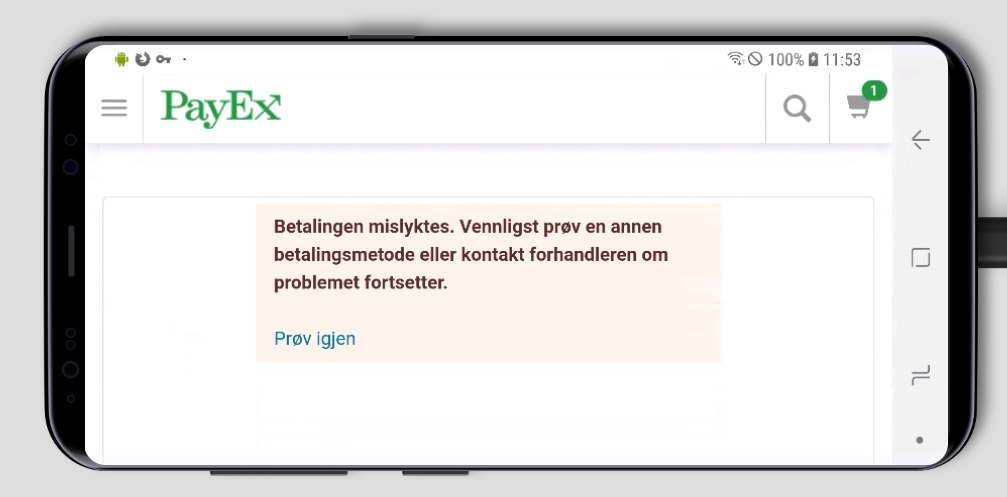 100% 11:53
PayEx
1
Betalingen mislyktes. Vennligst prøv en annen
betalingsmetode eller kontakt forhandleren om
problemet fortsetter.
Prøv igjen